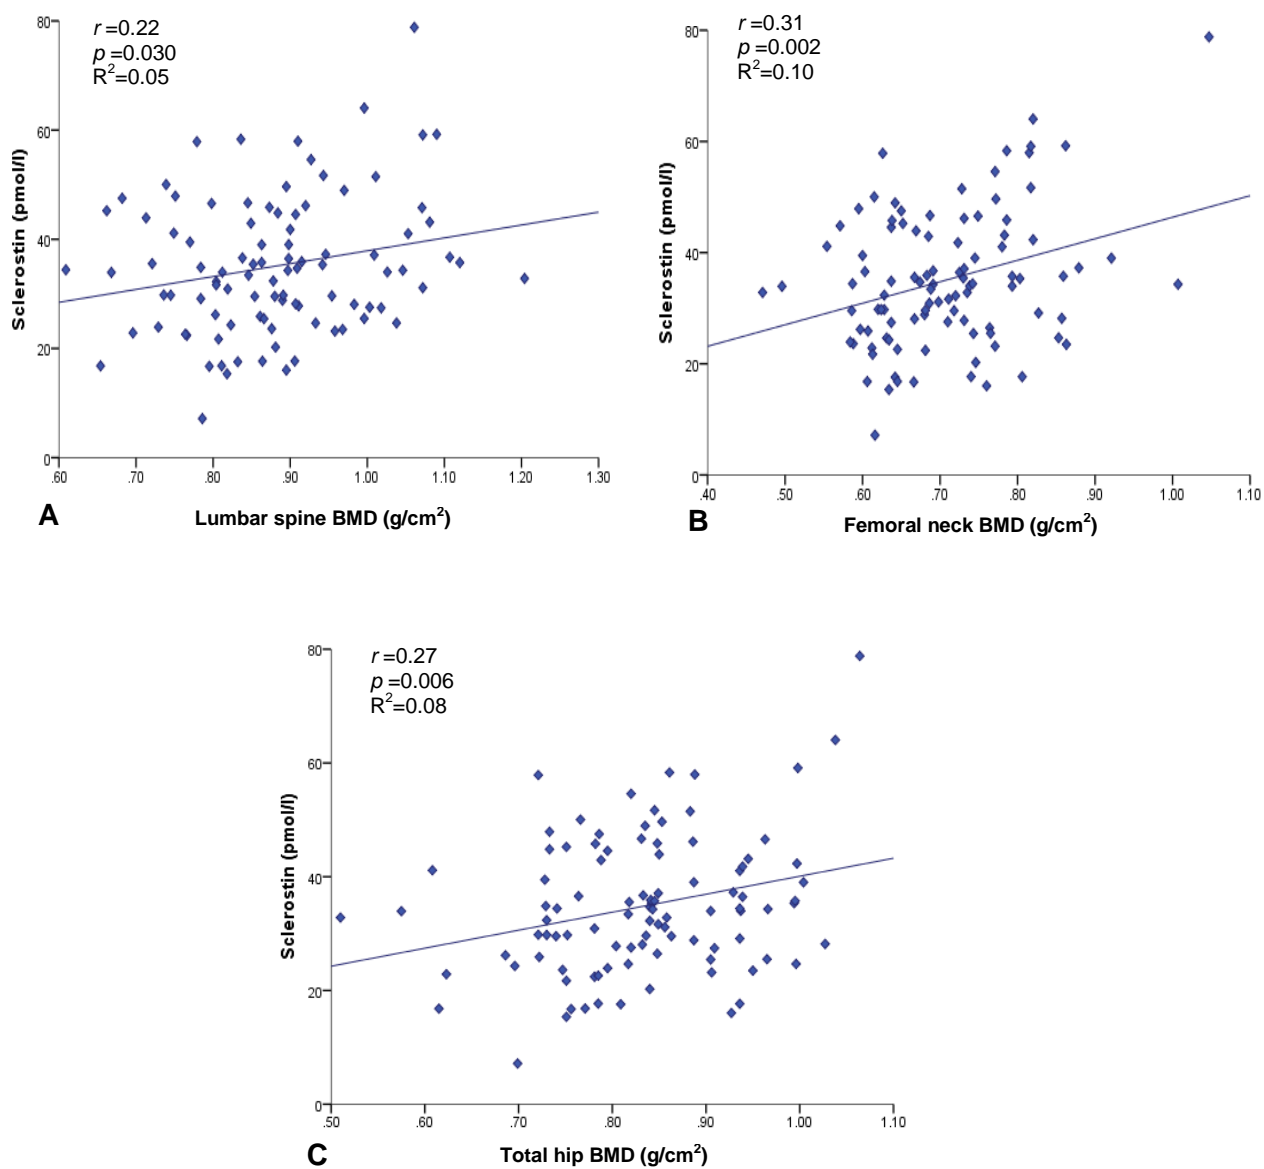 r=0.22
p=0.030
R²=0.05
Sclerostin (pmol/l)
80
60
40
20
0
.60 .70 .80 .90 1.00 1.10 1.20 1.30
A
Lumbar spine BMD (g/cm²)
r=0.31
p=0.002
R²=0.10
Sclerostin (pmol/l)
80
60
40
20
0
.40 .50 .60 .70 .80 .90 1.00 1.10
B
Femoral neck BMD (g/cm²)
r=0.27
p=0.006
R²=0.08
Sclerostin (pmol/l)
80
60
40
20
0
.50 .60 .70 .80 .90 1.00 1.10
C
Total hip BMD (g/cm²)